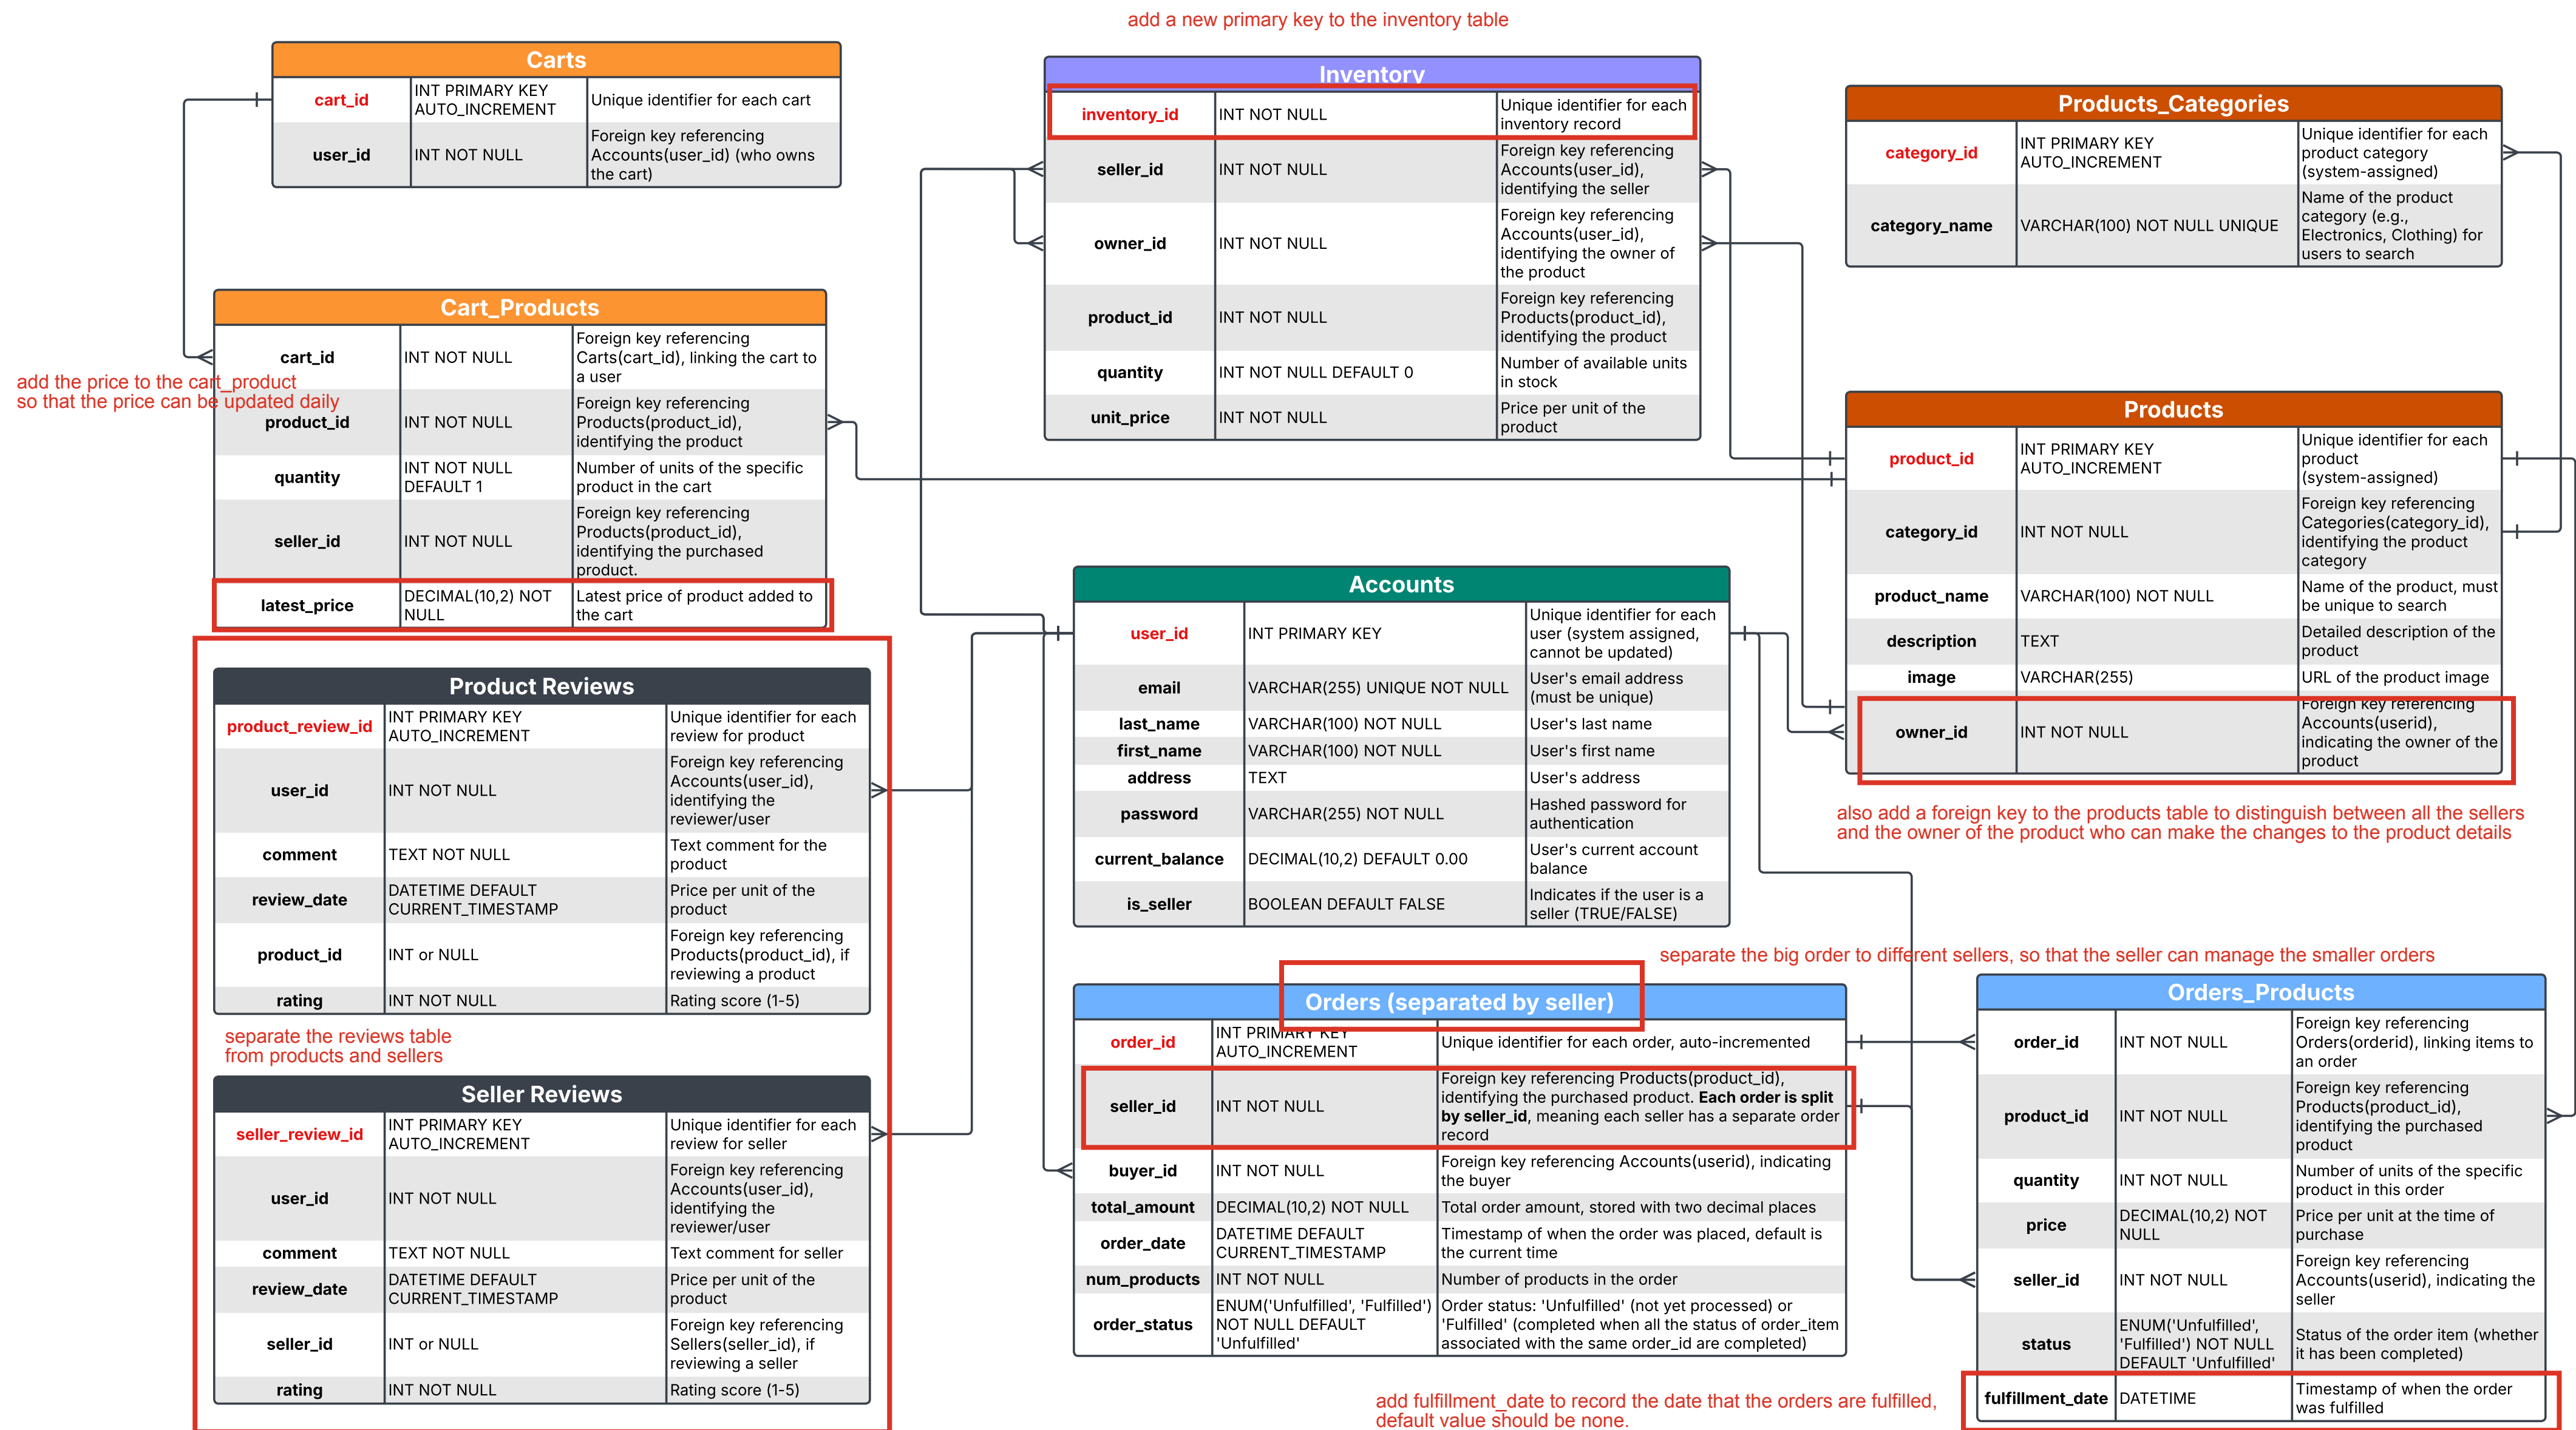 add a new primary key to the inventory table
Carts
cart_id
INT PRIMARY KEY
AUTO_INCREMENT
Unique identifier for each cart
user_id
INT NOT NULL
Foreign key referencing
Accounts(user_id) (who owns
the cart)
Cart_Products
cart_id
INT NOT NULL
Foreign key referencing
Carts(cart_id), linking the cart to
a user
add the price to the cart_product
so that the price can be updated daily
product_id
INT NOT NULL
Foreign key referencing
Products(product_id),
identifying the product
quantity
INT NOT NULL
DEFAULT 1
Number of units of the specific
product in the cart
seller_id
INT NOT NULL
Foreign key referencing
Products(product_id),
identifying the purchased
product.
latest_price
DECIMAL(10,2) NOT
NULL
Latest price of product added to
the cart
Product Reviews
product_review_id
INT PRIMARY KEY
AUTO_INCREMENT
Unique identifier for each
review for product
user_id
INT NOT NULL
Foreign key referencing
Accounts(user_id),
identifying the
reviewer/user
comment
TEXT NOT NULL
Text comment for the
product
review_date
DATETIME DEFAULT
CURRENT_TIMESTAMP
Price per unit of the
product
product_id
INT or NULL
Foreign key referencing
Products(product_id), if
reviewing a product
rating
INT NOT NULL
Rating score (1-5)
separate the reviews table
from products and sellers
Seller Reviews
seller_review_id
INT PRIMARY KEY
AUTO_INCREMENT
Unique identifier for each
review for seller
user_id
INT NOT NULL
Foreign key referencing
Accounts(user_id),
identifying the
reviewer/user
comment
TEXT NOT NULL
Text comment for seller
review_date
DATETIME DEFAULT
CURRENT_TIMESTAMP
Price per unit of the
product
seller_id
INT or NULL
Foreign key referencing
Sellers(seller_id), if
reviewing a seller
rating
INT NOT NULL
Rating score (1-5)
Inventory
inventory_id
INT NOT NULL
Unique identifier for each
inventory record
seller_id
INT NOT NULL
Foreign key referencing
Accounts(user_id),
identifying the seller
owner_id
INT NOT NULL
Foreign key referencing
Accounts(user_id),
identifying the owner of
the product
product_id
INT NOT NULL
Foreign key referencing
Products(product_id),
identifying the product
quantity
INT NOT NULL DEFAULT 0
Number of available units
in stock
unit_price
INT NOT NULL
Price per unit of the
product
Accounts
user_id
INT PRIMARY KEY
Unique identifier for each
user (system assigned,
cannot be updated)
email
VARCHAR(255) UNIQUE NOT NULL
User's email address
(must be unique)
last_name
VARCHAR(100) NOT NULL
User's last name
first_name
VARCHAR(100) NOT NULL
User's first name
address
TEXT
User's address
password
VARCHAR(255) NOT NULL
Hashed password for
authentication
current_balance
DECIMAL(10,2) DEFAULT 0.00
User's current account
balance
is_seller
BOOLEAN DEFAULT FALSE
Indicates if the user is a
seller (TRUE/FALSE)
Products_Categories
category_id
INT PRIMARY KEY
AUTO_INCREMENT
Unique identifier for each
product category
(system-assigned)
category_name
VARCHAR(100) NOT NULL UNIQUE
Name of the product
category (e.g.,
Electronics, Clothing) for
users to search
Products
product_id
INT PRIMARY KEY
AUTO_INCREMENT
Unique identifier for each
product
(system-assigned)
category_id
INT NOT NULL
Foreign key referencing
Categories(category_id),
identifying the product
category
product_name
VARCHAR(100) NOT NULL
Name of the product, must
be unique to search
description
TEXT
Detailed description of the
product
image
VARCHAR(255)
URL of the product image
owner_id
INT NOT NULL
Foreign key referencing
Accounts(userid),
indicating the owner of the
product
also add a foreign key to the products table to distinguish between all the sellers
and the owner of the product who can make the changes to the product details
separate the big order to different sellers, so that the seller can manage the smaller orders
Orders (separated by seller)
order_id
INT PRIMARY KEY
AUTO_INCREMENT
Unique identifier for each order, auto-incremented
seller_id
INT NOT NULL
Foreign key referencing Products(product_id),
identifying the purchased product. Each order is split
by seller_id, meaning each seller has a separate order
record
buyer_id
INT NOT NULL
Foreign key referencing Accounts(userid), indicating
the buyer
total_amount
DECIMAL(10,2) NOT NULL
Total order amount, stored with two decimal places
order_date
DATETIME DEFAULT
CURRENT_TIMESTAMP
Timestamp of when the order was placed, default is
the current time
num_products
INT NOT NULL
Number of products in the order
order_status
ENUM('Unfulfilled', 'Fulfilled')
NOT NULL DEFAULT
'Unfulfilled'
Order status: 'Unfulfilled' (not yet processed) or
'Fulfilled' (completed when all the status of order_item
associated with the same order_id are completed)
Orders_Products
order_id
INT NOT NULL
Foreign key referencing
Orders(orderid), linking items to
an order
product_id
INT NOT NULL
Foreign key referencing
Products(product_id),
identifying the purchased
product
quantity
INT NOT NULL
Number of units of the specific
product in this order
price
DECIMAL(10,2) NOT
NULL
Price per unit at the time of
purchase
seller_id
INT NOT NULL
Foreign key referencing
Accounts(userid), indicating the
seller
status
ENUM('Unfulfilled',
'Fulfilled') NOT NULL
DEFAULT 'Unfulfilled'
Status of the order item (whether
it has been completed)
fulfillment_date
DATETIME
Timestamp of when the order
was fulfilled
add fulfillment_date to record the date that the orders are fulfilled,
default value should be none.